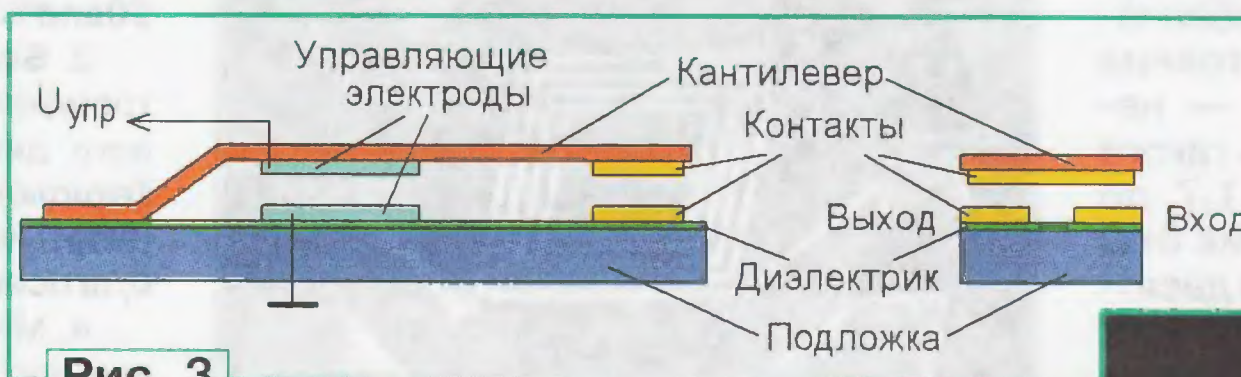 Управляющие
электроды
Uупр
Кантилевер
Контакты
Выход
Вход
Диэлектрик
Подложка
Рис. 3